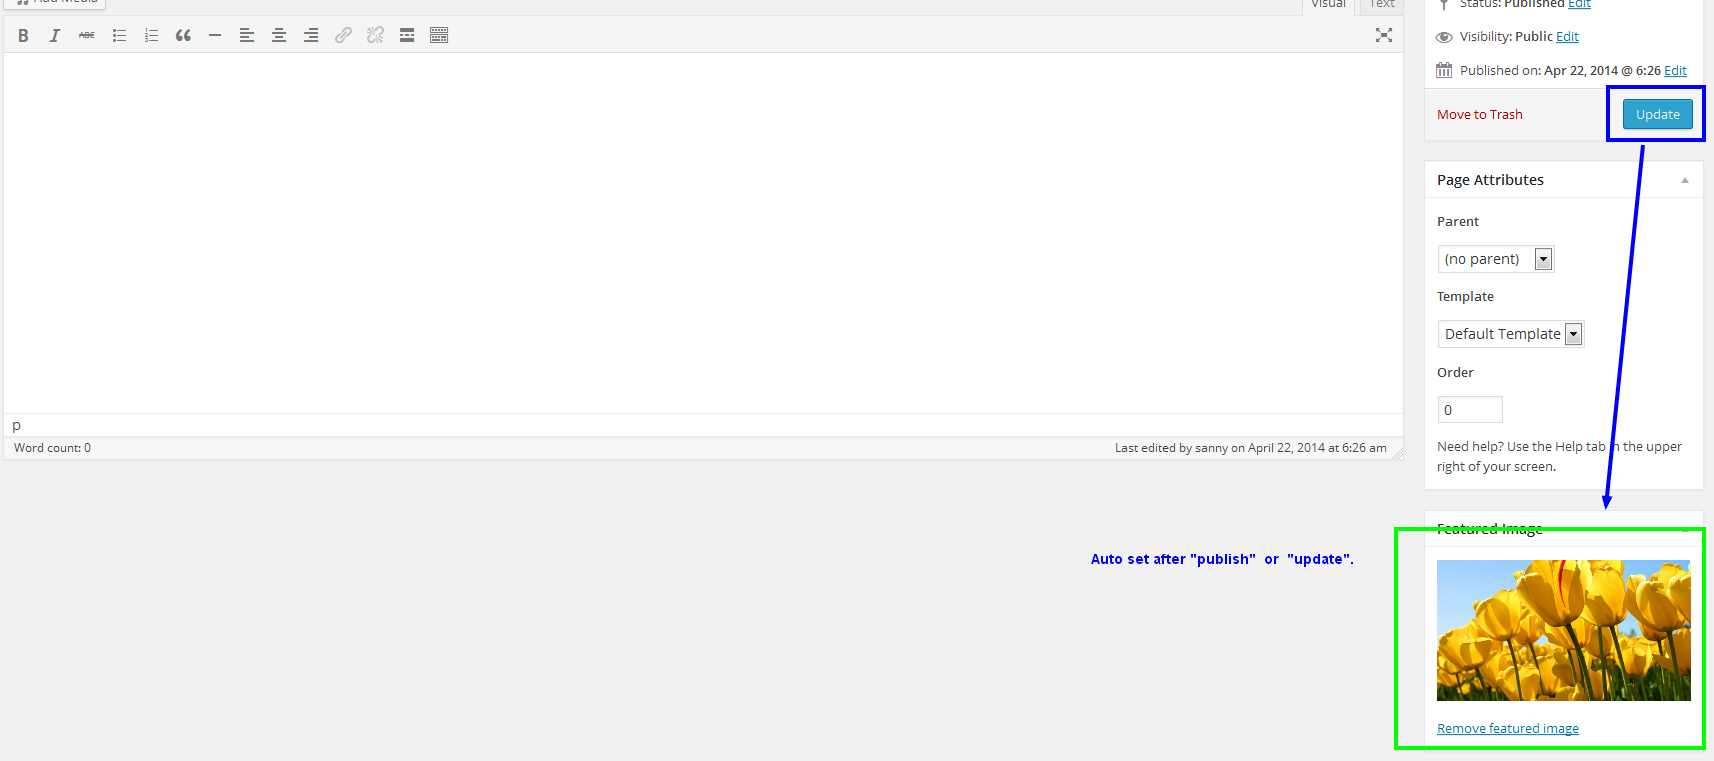 Add Media
Visual
Text
B I ABC
p
Word count: 0
Last edited by sanny on April 22, 2014 at 6:26 am
Status: Published Edit
Visibility: Public Edit
Published on: Apr 22, 2014 @ 6:26 Edit
Move to Trash
Update
Page Attributes
Parent
(no parent)
Template
Default Template
Order
0
Need help? Use the Help tab in the upper
right of your screen.
Featured Image
Auto set after "publish" or "update".
Remove featured image